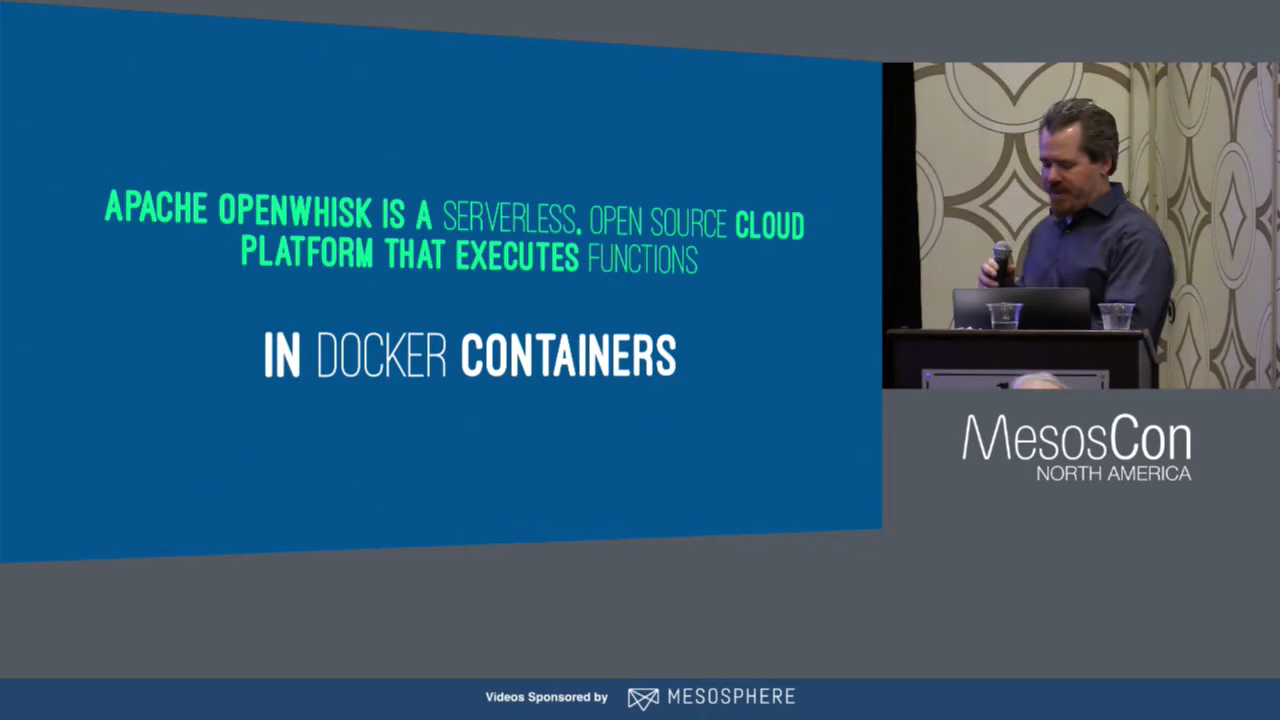 APACHE OPENWHISK IS A SERVERLESS, OPEN SOURCE CLOUD
PLATFORM THAT EXECUTES FUNCTIONS
IN DOCKER CONTAINERS
MesosCon
NORTH AMERICA
Videos Sponsored by MESOSPHERE